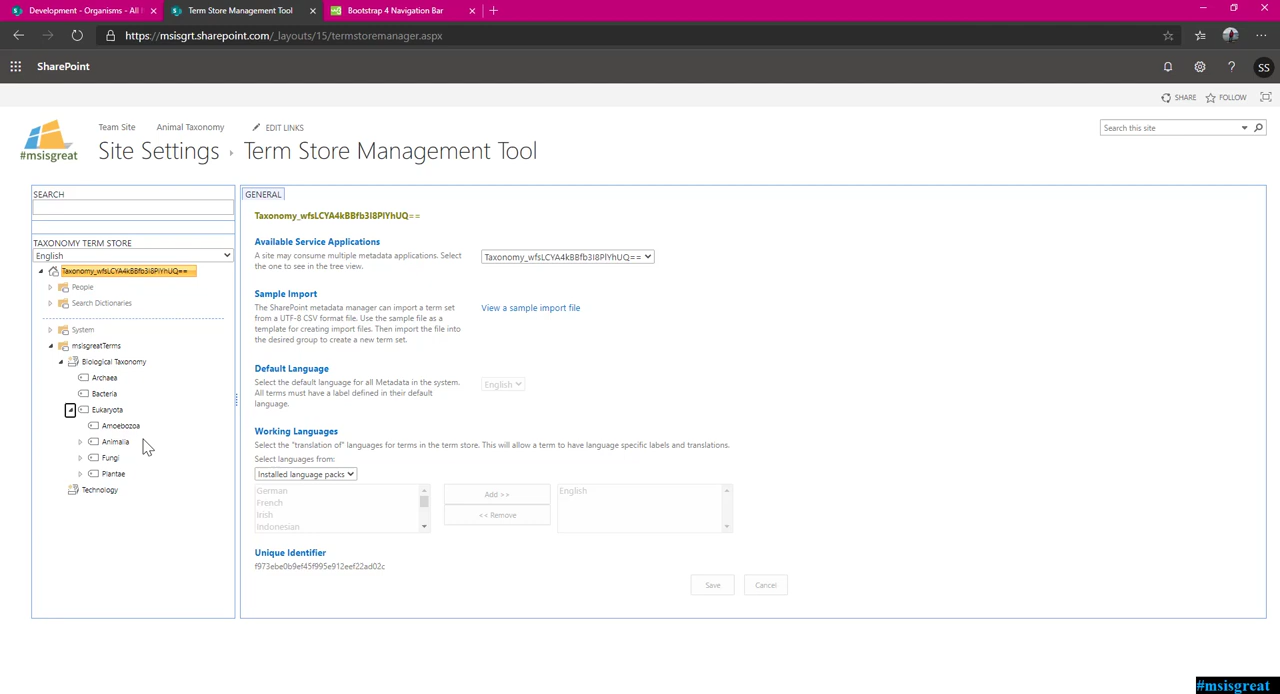 Development - Organisms - All
Term Store Management Tool
Bootstrap 4 Navigation Bar
https://msisgrt.sharepoint.com/_layouts/15/termstoremanager.aspx
SharePoint
SS
SHARE
FOLLOW
#msisgreat
Team Site
Animal Taxonomy
EDIT LINKS
Search this site
Site Settings
Term Store Management Tool
SEARCH
TAXONOMY TERM STORE
English
Taxonomy_wfsLCYA4kBBfb3I8PlYhUQ==
People
Search Dictionaries
System
msisgreatTerms
Biological Taxonomy
Archaea
Bacteria
Eukaryota
Amoebozoa
Animalia
Fungi
Plantae
Technology
GENERAL
Taxonomy_wfsLCYA4kBBfb3I8PlYhUQ==
Available Service Applications
A site may consume multiple metadata applications. Select
the one to see in the tree view.
Taxonomy_wfsLCYA4kBBfb3I8PlYhUQ==
Sample Import
The SharePoint metadata manager can import a term set
from a UTF-8 CSV format file. Use the sample file as a
template for creating import files. Then import the file into
the desired group to create a new term set.
View a sample import file
Default Language
Select the default language for all Metadata in the system.
All terms must have a label defined in their default
language.
English
Working Languages
Select the "translation of" languages for terms in the term store. This will allow a term to have language specific labels and translations.
Select languages from:
Installed language packs
German
French
Irish
Indonesian
Add >>
<< Remove
English
Unique Identifier
f973ebe0b9ef45f995e912eef22ad02c
Save
Cancel
#msisgreat